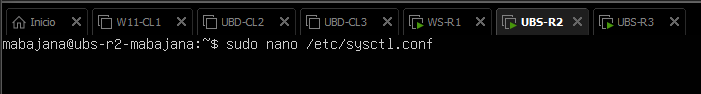 Inicio W11-CL1 UBD-CL2 UBD-CL3 WS-R1 UBS-R2 UBS-R3
mabajana@ubs-r2-mabajana:~$ sudo nano /etc/sysctl.conf